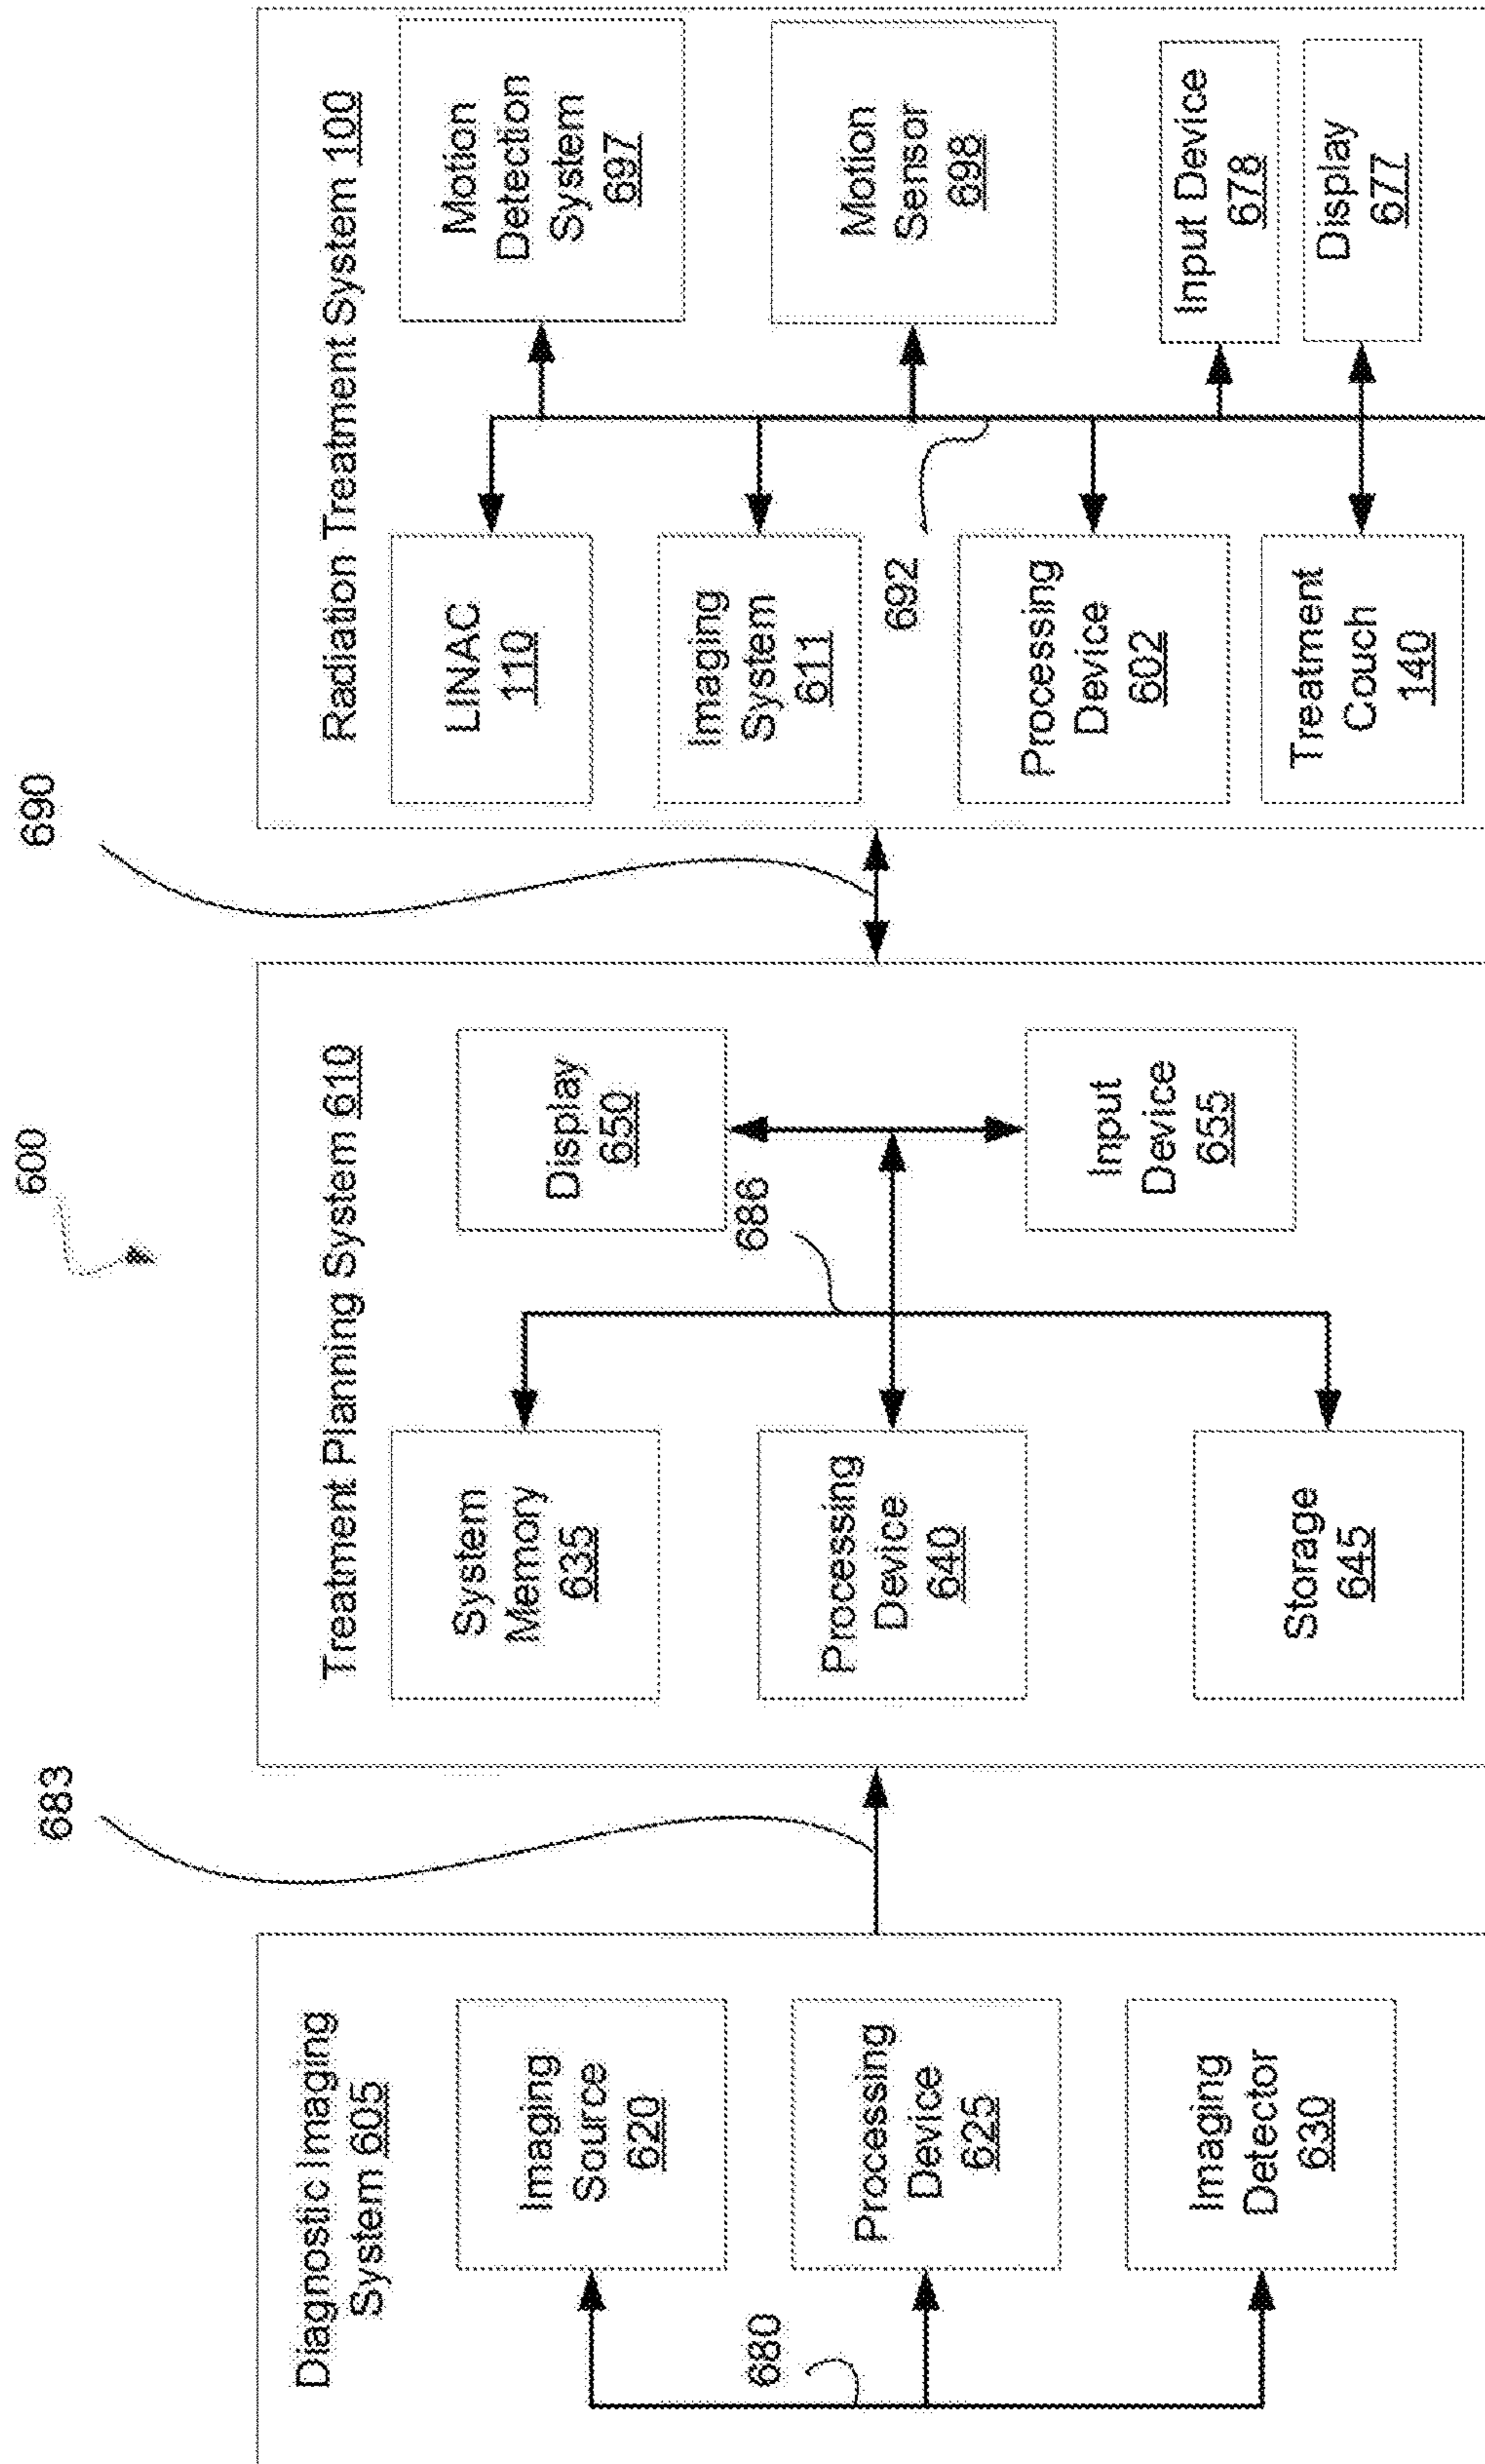 600
683
690
Diagnostic Imaging
System 605
Imaging
Source
620
Processing
Device
625
Imaging
Detector
630
680
Treatment Planning System 610
System
Memory
635
Processing
Device
640
Storage
645
Display
650
686
Input
Device
655
Radiation Treatment System 100
LINAC
110
Imaging
System
611
Processing
Device
602
Treatment
Couch
140
692
Motion
Detection
System
697
Motion
Sensor
698
Input Device
678
Display
677